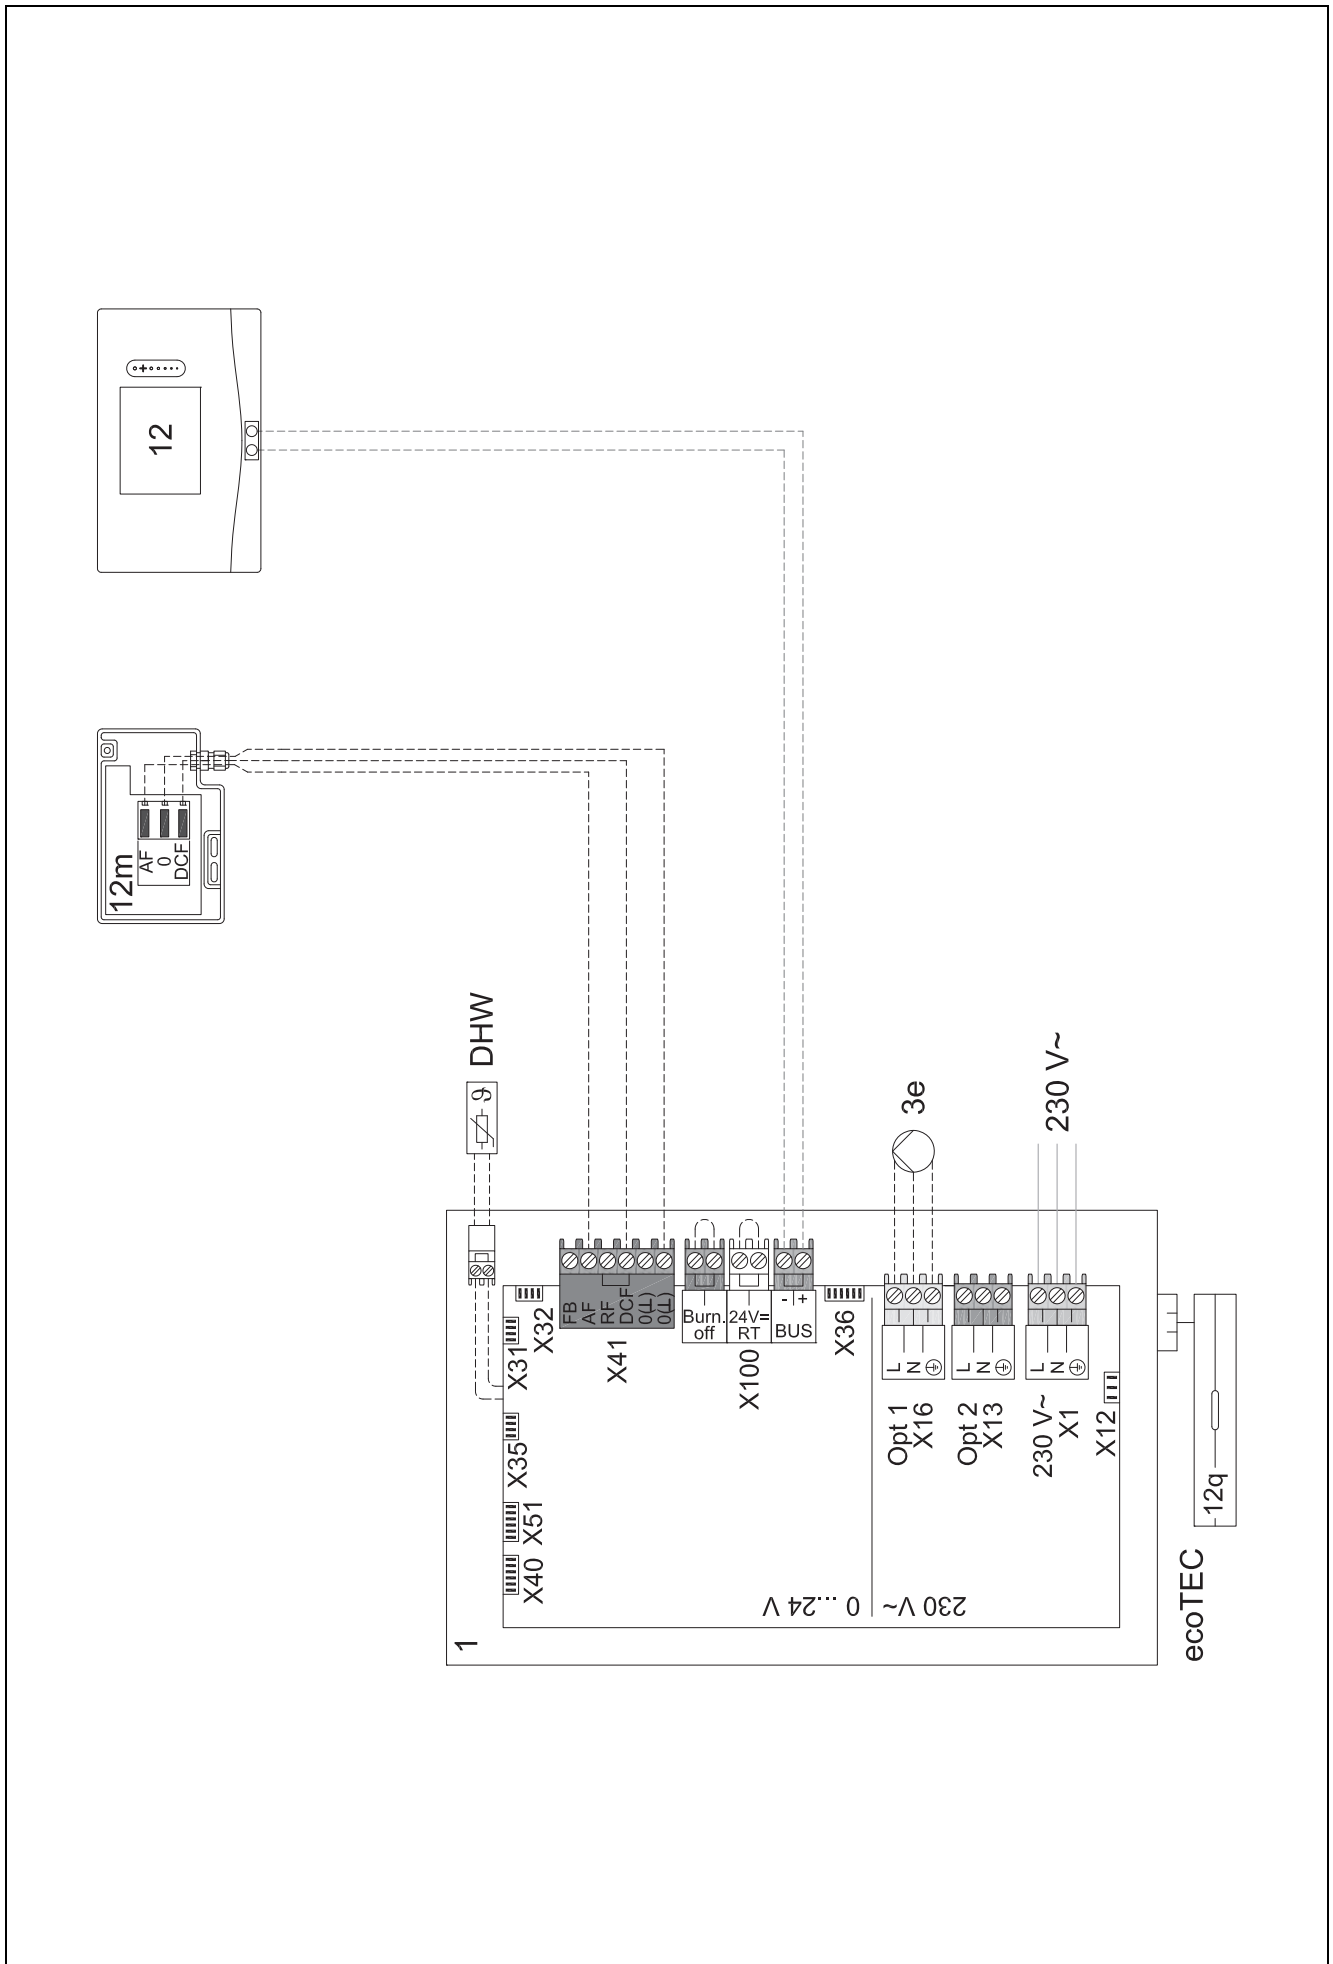 12
12m
AF
0
DCF
DHW
ϑ
3e
230 V~
1
X40
X51
X35
X31
X32
FB
AF
RF
DCF
0(⊥)
0(⊥)
X41
Burn.
off
24V=
RT
X100
- +
BUS
X36
0 ...24 V
230 V~
L
N
Opt 1
X16
L
N
Opt 2
X13
L
N
230 V~
X1
X12
12q
ecoTEC